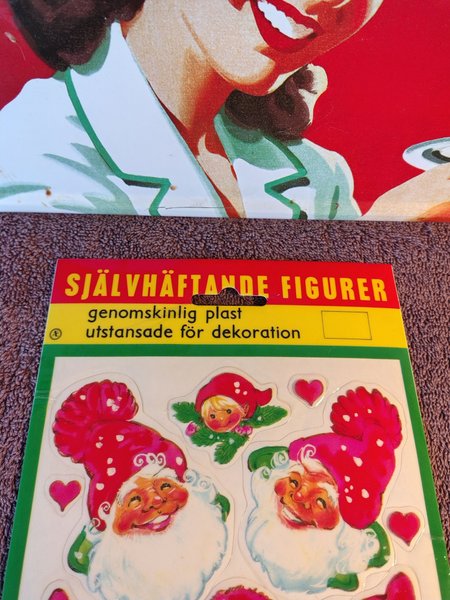 SJÄLVHÄFTANDE FIGURER
genomskinlig plast
utstansade för dekoration